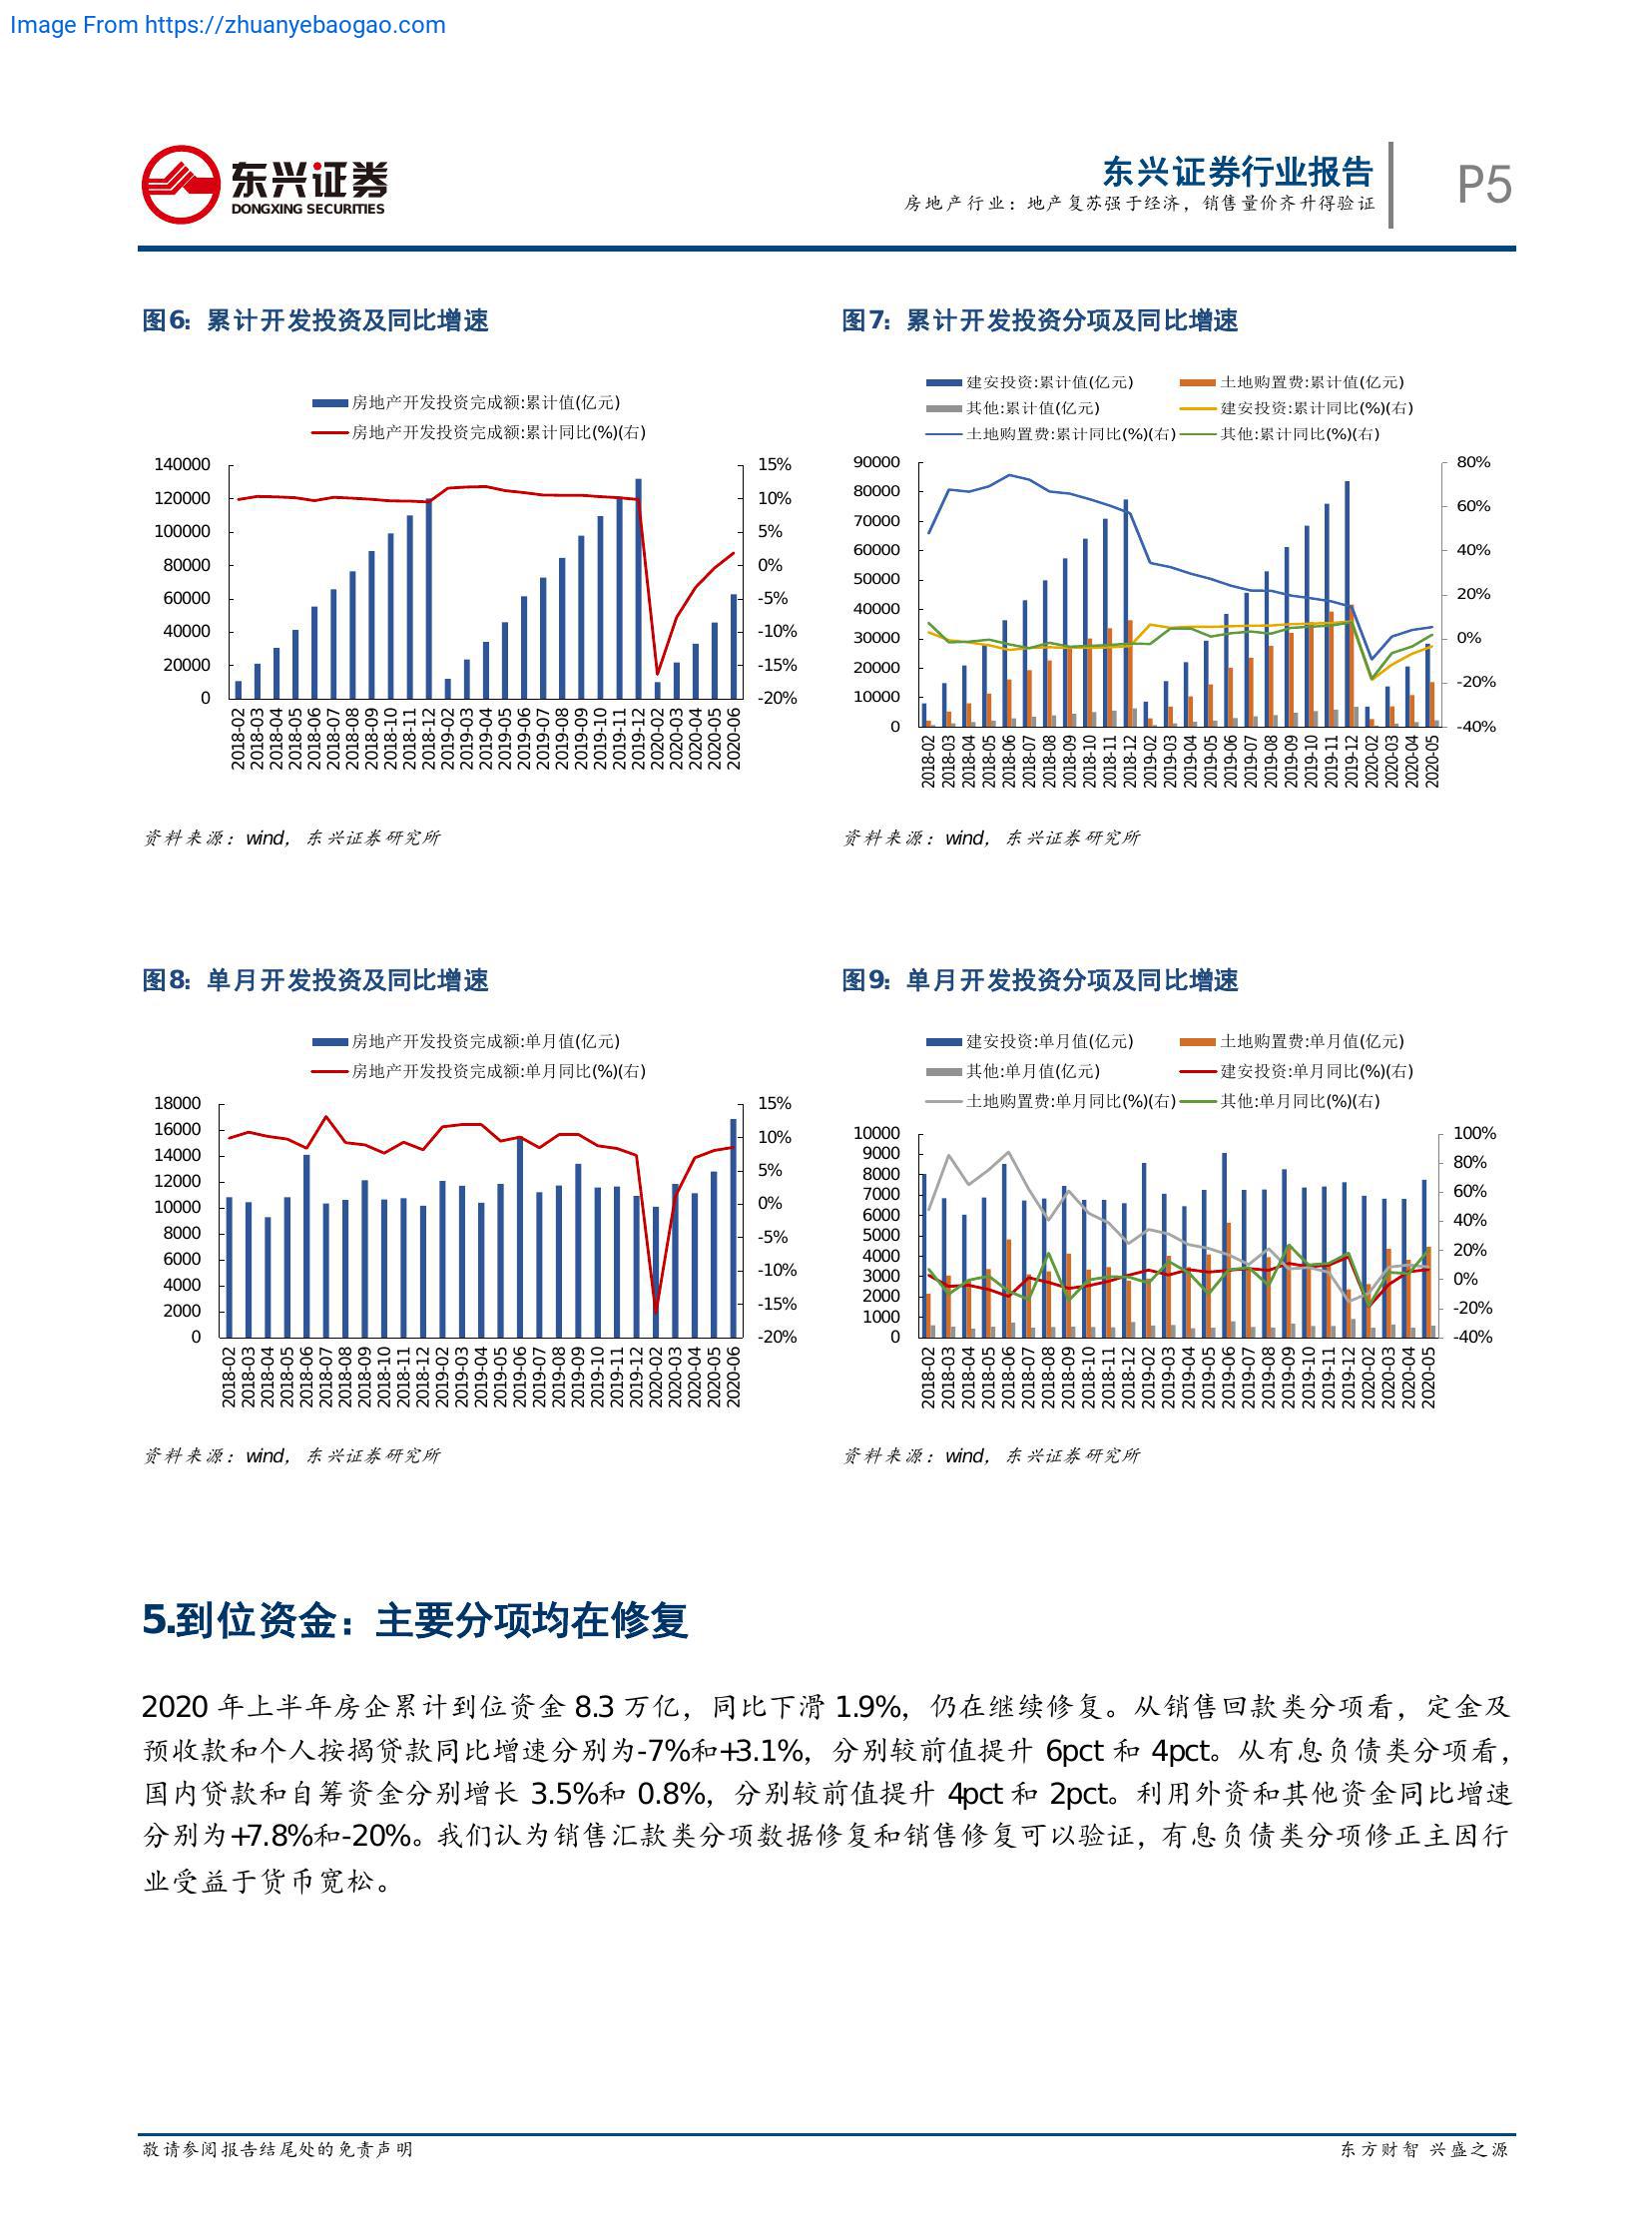 Image From https://zhuanyebaogao.com
东兴证券
DONGXING SECURITIES
东兴证券行业报告
房地产行业：地产复苏强于经济，销售量价齐升得验证
P5
图6：累计开发投资及同比增速
房地产开发投资完成额:累计值(亿元)
房地产开发投资完成额:累计同比(%)(右)
140000
120000
100000
80000
60000
40000
20000
0
15%
10%
5%
0%
-5%
-10%
-15%
-20%
2018-02 2018-03 2018-04 2018-05 2018-06 2018-07 2018-08 2018-09 2018-10 2018-11 2018-12 2019-02 2019-03 2019-04 2019-05 2019-06 2019-07 2019-08 2019-09 2019-10 2019-11 2019-12 2020-02 2020-03 2020-04 2020-05 2020-06
资料来源：wind，东兴证券研究所
图7：累计开发投资分项及同比增速
建安投资:累计值(亿元) 土地购置费:累计值(亿元)
其他:累计值(亿元) 建安投资:累计同比(%)(右)
土地购置费:累计同比(%)(右) 其他:累计同比(%)(右)
90000
80000
70000
60000
50000
40000
30000
20000
10000
0
80%
60%
40%
20%
0%
-20%
-40%
2018-02 2018-03 2018-04 2018-05 2018-06 2018-07 2018-08 2018-09 2018-10 2018-11 2018-12 2019-02 2019-03 2019-04 2019-05 2019-06 2019-07 2019-08 2019-09 2019-10 2019-11 2019-12 2020-02 2020-03 2020-04 2020-05
资料来源：wind，东兴证券研究所
图8：单月开发投资及同比增速
房地产开发投资完成额:单月值(亿元)
房地产开发投资完成额:单月同比(%)(右)
18000
16000
14000
12000
10000
8000
6000
4000
2000
0
15%
10%
5%
0%
-5%
-10%
-15%
-20%
2018-02 2018-03 2018-04 2018-05 2018-06 2018-07 2018-08 2018-09 2018-10 2018-11 2018-12 2019-02 2019-03 2019-04 2019-05 2019-06 2019-07 2019-08 2019-09 2019-10 2019-11 2019-12 2020-02 2020-03 2020-04 2020-05 2020-06
资料来源：wind，东兴证券研究所
图9：单月开发投资分项及同比增速
建安投资:单月值(亿元) 土地购置费:单月值(亿元)
其他:单月值(亿元) 建安投资:单月同比(%)(右)
土地购置费:单月同比(%)(右) 其他:单月同比(%)(右)
10000
9000
8000
7000
6000
5000
4000
3000
2000
1000
0
100%
80%
60%
40%
20%
0%
-20%
-40%
2018-02 2018-03 2018-04 2018-05 2018-06 2018-07 2018-08 2018-09 2018-10 2018-11 2018-12 2019-02 2019-03 2019-04 2019-05 2019-06 2019-07 2019-08 2019-09 2019-10 2019-11 2019-12 2020-02 2020-03 2020-04 2020-05
资料来源：wind，东兴证券研究所
5.到位资金：主要分项均在修复
2020 年上半年房企累计到位资金 8.3 万亿，同比下滑 1.9%，仍在继续修复。从销售回款类分项看，定金及
预收款和个人按揭贷款同比增速分别为-7%和+3.1%，分别较前值提升 6pct 和 4pct。从有息负债类分项看，
国内贷款和自筹资金分别增长 3.5%和 0.8%，分别较前值提升 4pct 和 2pct。利用外资和其他资金同比增速
分别为+7.8%和-20%。我们认为销售汇款类分项数据修复和销售修复可以验证，有息负债类分项修正主因行
业受益于货币宽松。
敬请参阅报告结尾处的免责声明
东方财智 兴盛之源